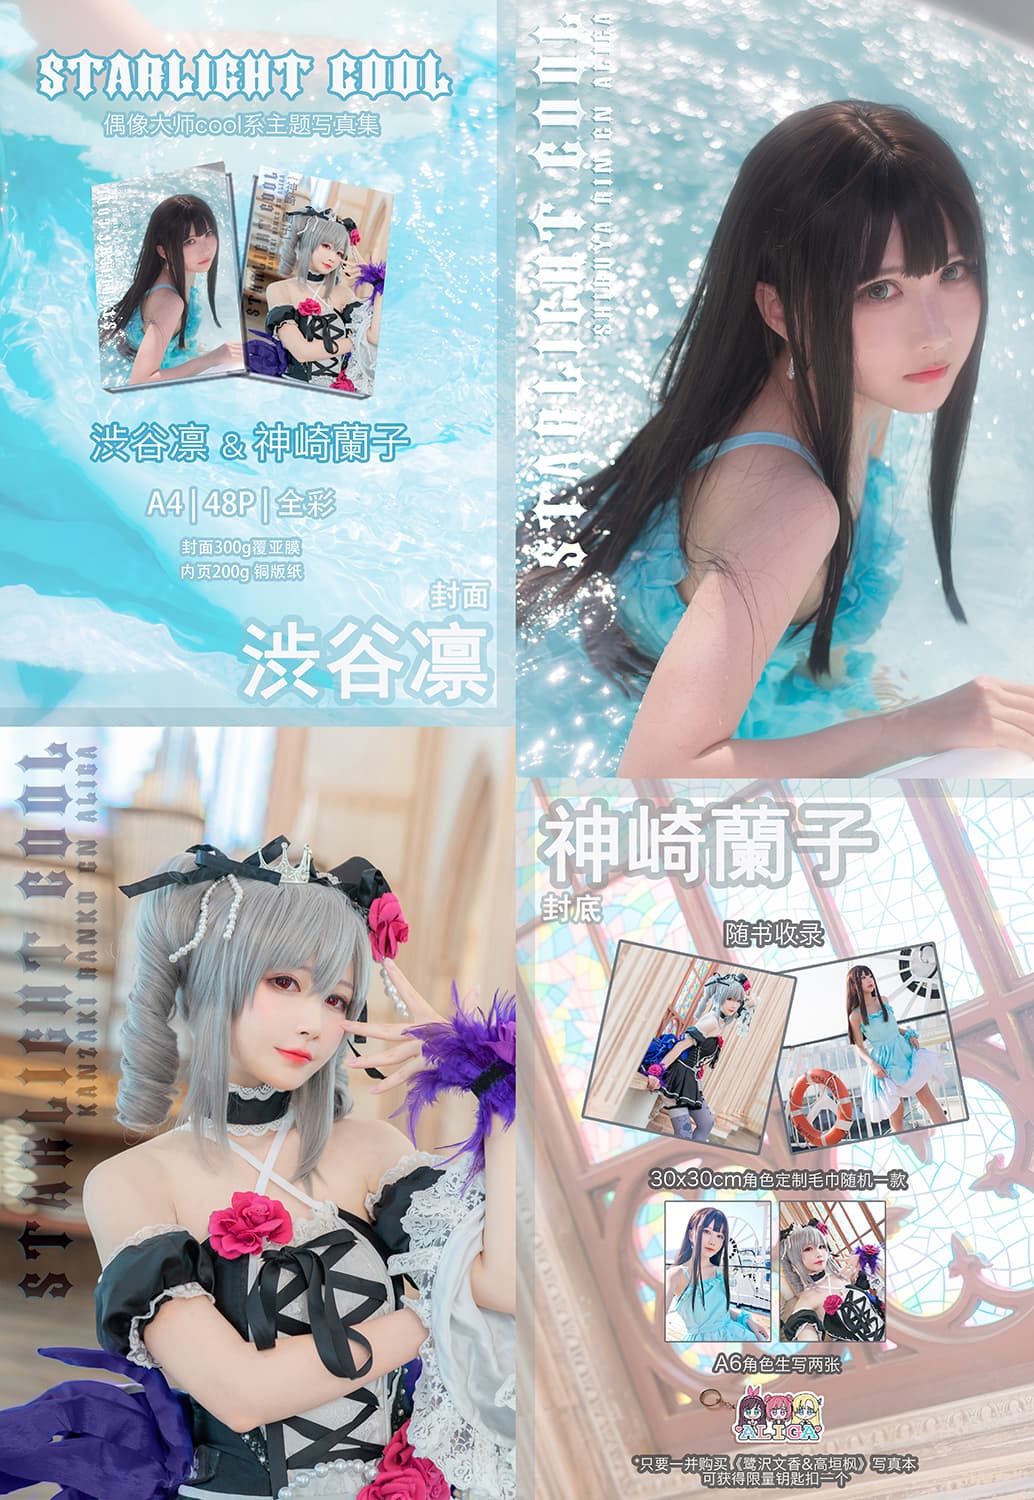 STARLIGHT COOL
偶像大师cool系主题写真集
STARLIGHT COOL
STARLIGHT COOL
渋谷凛 & 神崎蘭子
A4 | 48P | 全彩
封面300g覆亚膜
内页200g 铜版纸
封面
渋谷凛
STARLIGHT COOL
SHIBUYA RIN CN ALIGA
STARLIGHT COOL
KANZAKI RANKO CN ALIGA
神崎蘭子
封底
随书收录
30x30cm角色定制毛巾随机一款
A6角色生写两张
ALIGA
*只要一并购买《鹭沢文香&高垣枫》写真本
可获得限量钥匙扣一个